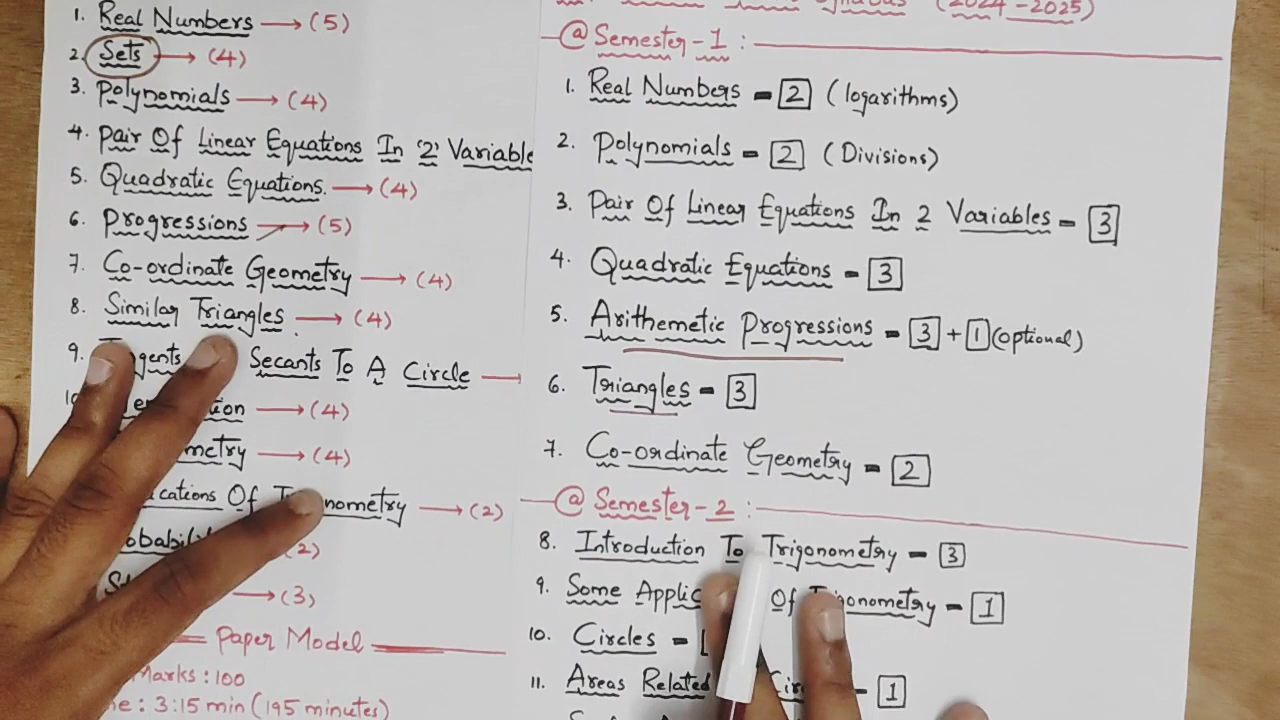 1. Real Numbers → (5)
2. Sets → (4)
3. Polynomials → (4)
4. Pair Of Linear Equations In '2' Variable
5. Quadratic Equations. → (4)
6. Progressions → (5)
7. Co-ordinate Geometry → (4)
8. Similar Triangles → (4)
9. Secants To A Circle →
→ (4)
→ (4)
Of → (2)
(2)
→ (3)
Paper Model
Marks : 100
: 3:15 min (195 minutes)
(2024-2025)
@ Semester-1 :
1. Real Numbers = 2 (logarithms)
2. Polynomials = 2 (Divisions)
3. Pair Of Linear Equations In 2 Variables = 3
4. Quadratic Equations = 3
5. Arithemetic Progressions = 3 + 1 (optional)
6. Triangles = 3
7. Co-ordinate Geometry = 2
@ Semester-2 :
8. Introduction To Trigonometry = 3
9. Some Of = 1
10. Circles =
11. Areas Related = 1